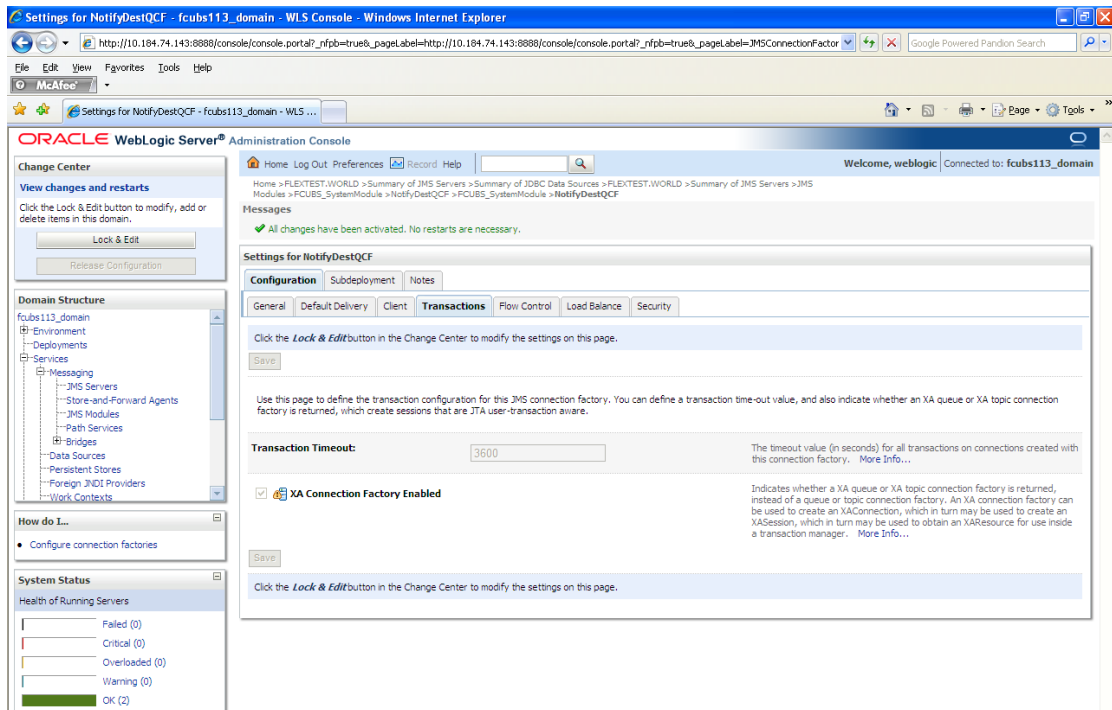 Settings for NotifyDestQCF - fcubs113_domain - WLS Console - Windows Internet Explorer
http://10.184.74.143:8888/console/console.portal?_nfpb=true&_pageLabel=http://10.184.74.143:8888/console/console.portal?_nfpb=true&_pageLabel=JMSConnectionFactor
Google Powered Pandion Search
File Edit View Favorites Tools Help
McAfee
Settings for NotifyDestQCF - fcubs113_domain - WLS ...
Page Tools »
ORACLE WebLogic Server® Administration Console
Change Center
View changes and restarts
Click the Lock & Edit button to modify, add or
delete items in this domain.
Lock & Edit
Release Configuration
Domain Structure
fcubs113_domain
Environment
Deployments
Services
Messaging
JMS Servers
Store-and-Forward Agents
JMS Modules
Path Services
Bridges
Data Sources
Persistent Stores
Foreign JNDI Providers
Work Contexts
How do I...
Configure connection factories
System Status
Health of Running Servers
Failed (0)
Critical (0)
Overloaded (0)
Warning (0)
OK (2)
Home Log Out Preferences Record Help
Welcome, weblogic Connected to: fcubs113_domain
Home >FLEXTEST.WORLD >Summary of JMS Servers >Summary of JDBC Data Sources >FLEXTEST.WORLD >Summary of JMS Servers >JMS
Modules >FCUBS_SystemModule >NotifyDestQCF >FCUBS_SystemModule >NotifyDestQCF
Messages
All changes have been activated. No restarts are necessary.
Settings for NotifyDestQCF
Configuration Subdeployment Notes
General Default Delivery Client Transactions Flow Control Load Balance Security
Click the Lock & Edit button in the Change Center to modify the settings on this page.
Save
Use this page to define the transaction configuration for this JMS connection factory. You can define a transaction time-out value, and also indicate whether an XA queue or XA topic connection
factory is returned, which create sessions that are JTA user-transaction aware.
Transaction Timeout:
3600
The timeout value (in seconds) for all transactions on connections created with
this connection factory. More Info...
XA Connection Factory Enabled
Indicates whether a XA queue or XA topic connection factory is returned,
instead of a queue or topic connection factory. An XA connection factory can
be used to create an XAConnection, which in turn may be used to create an
XASession, which in turn may be used to obtain an XAResource for use inside
a transaction manager. More Info...
Save
Click the Lock & Edit button in the Change Center to modify the settings on this page.